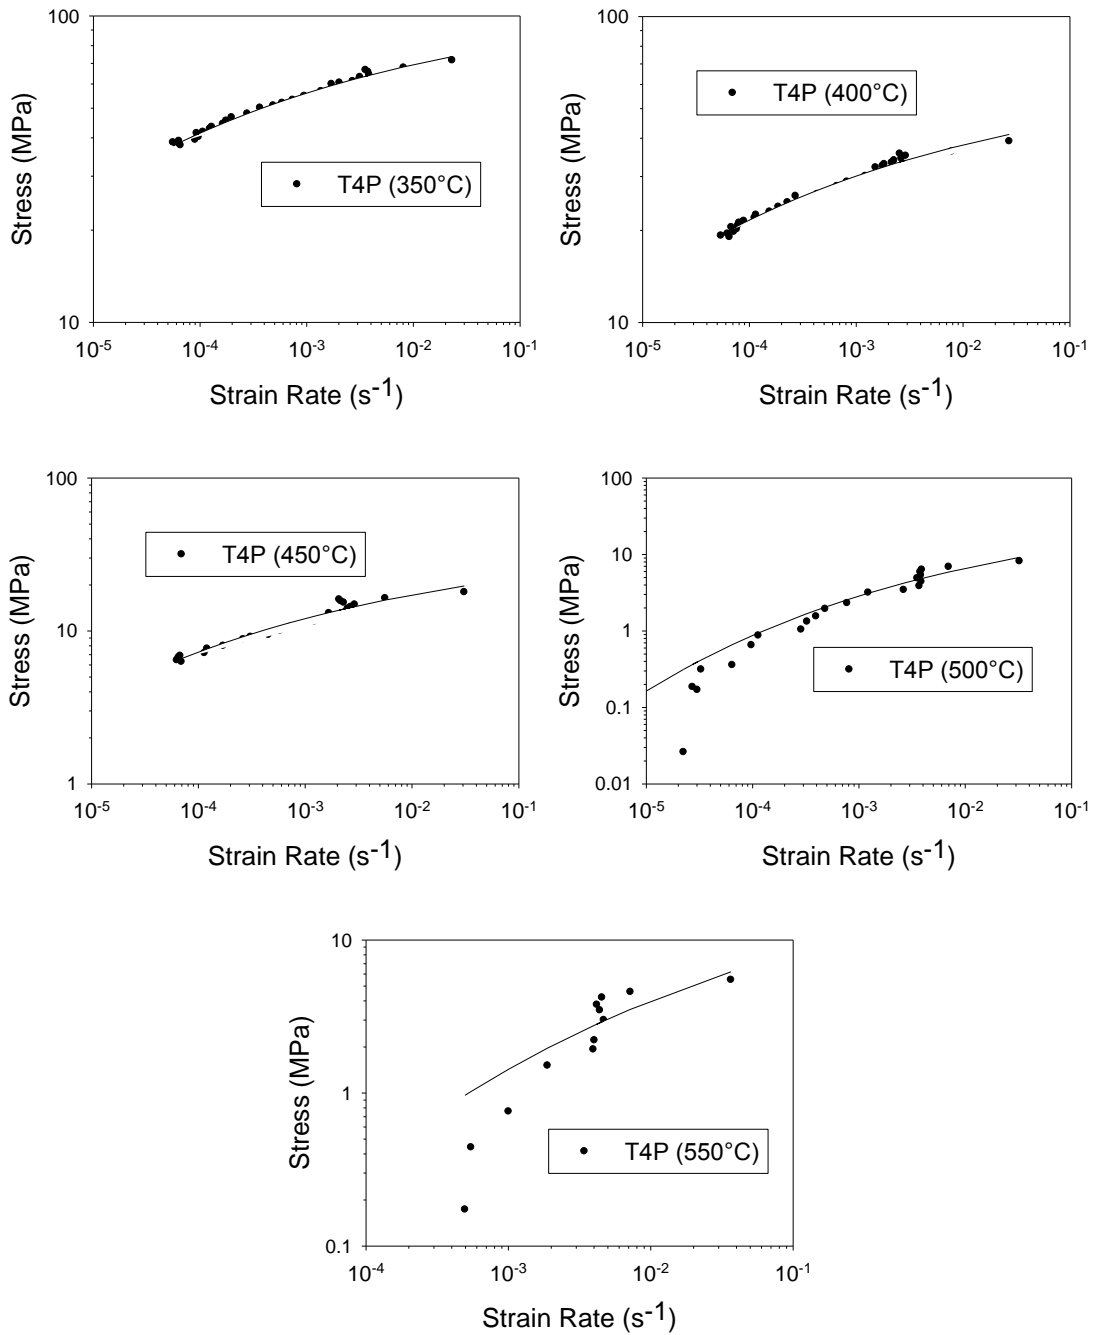 100
10
Stress (MPa)
T4P (350°C)
10⁻⁵ 10⁻⁴ 10⁻³ 10⁻² 10⁻¹
Strain Rate (s⁻¹)
100
10
Stress (MPa)
T4P (400°C)
10⁻⁵ 10⁻⁴ 10⁻³ 10⁻² 10⁻¹
Strain Rate (s⁻¹)
100
10
1
Stress (MPa)
T4P (450°C)
10⁻⁵ 10⁻⁴ 10⁻³ 10⁻² 10⁻¹
Strain Rate (s⁻¹)
100
10
1
0.1
0.01
Stress (MPa)
T4P (500°C)
10⁻⁵ 10⁻⁴ 10⁻³ 10⁻² 10⁻¹
Strain Rate (s⁻¹)
10
1
0.1
Stress (MPa)
T4P (550°C)
10⁻⁴ 10⁻³ 10⁻² 10⁻¹
Strain Rate (s⁻¹)